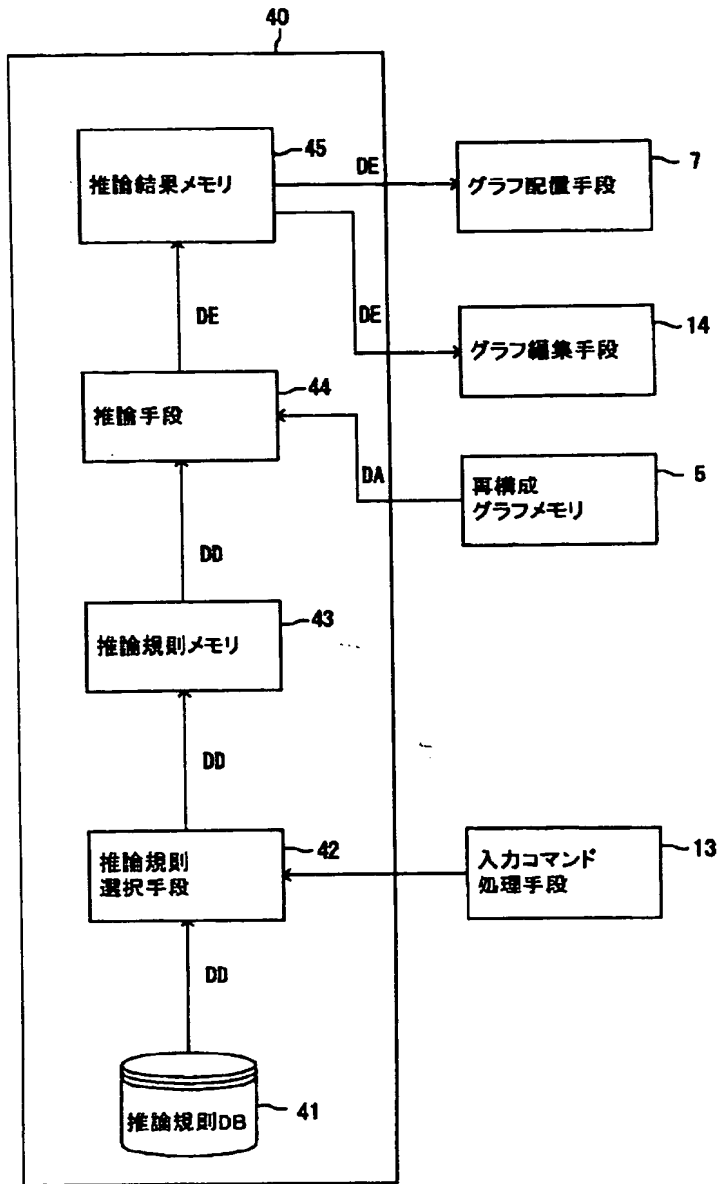 40
推論結果メモリ
45
DE
グラフ配置手段
7
DE
DE
グラフ編集手段
14
推論手段
44
DA
再構成
グラフメモリ
5
DD
推論規則メモリ
43
DD
推論規則
選択手段
42
入力コマンド
処理手段
13
DD
推論規則DB
41